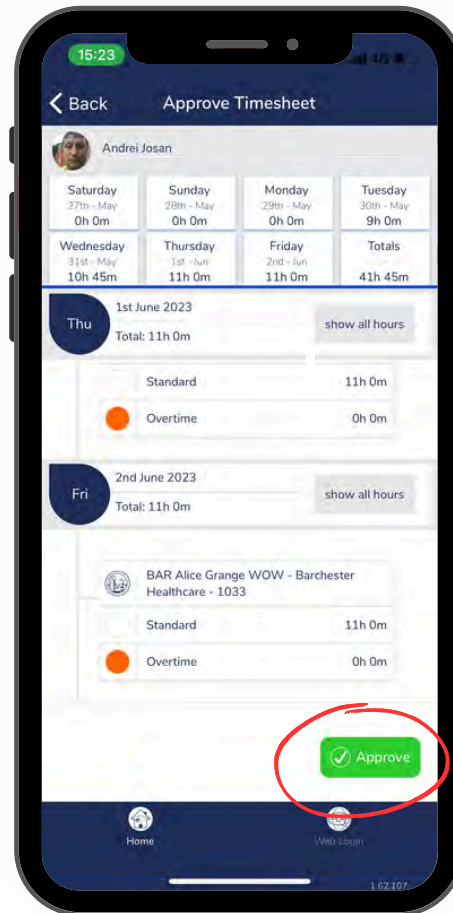 15:23
4G
Back Approve Timesheet
Andrei Josan
Saturday Sunday Monday Tuesday
27th - May 28th - May 29th - May 30th - May
0h 0m 0h 0m 0h 0m 9h 0m
Wednesday Thursday Friday Totals
31st - May 1st - Jun 2nd - Jun -
10h 45m 11h 0m 11h 0m 41h 45m
Thu 1st June 2023
Total: 11h 0m show all hours
Standard 11h 0m
Overtime 0h 0m
Fri 2nd June 2023
Total: 11h 0m show all hours
BAR Alice Grange WOW - Barchester
Healthcare - 1033
Standard 11h 0m
Overtime 0h 0m
Approve
Home Web Login
1.62.107